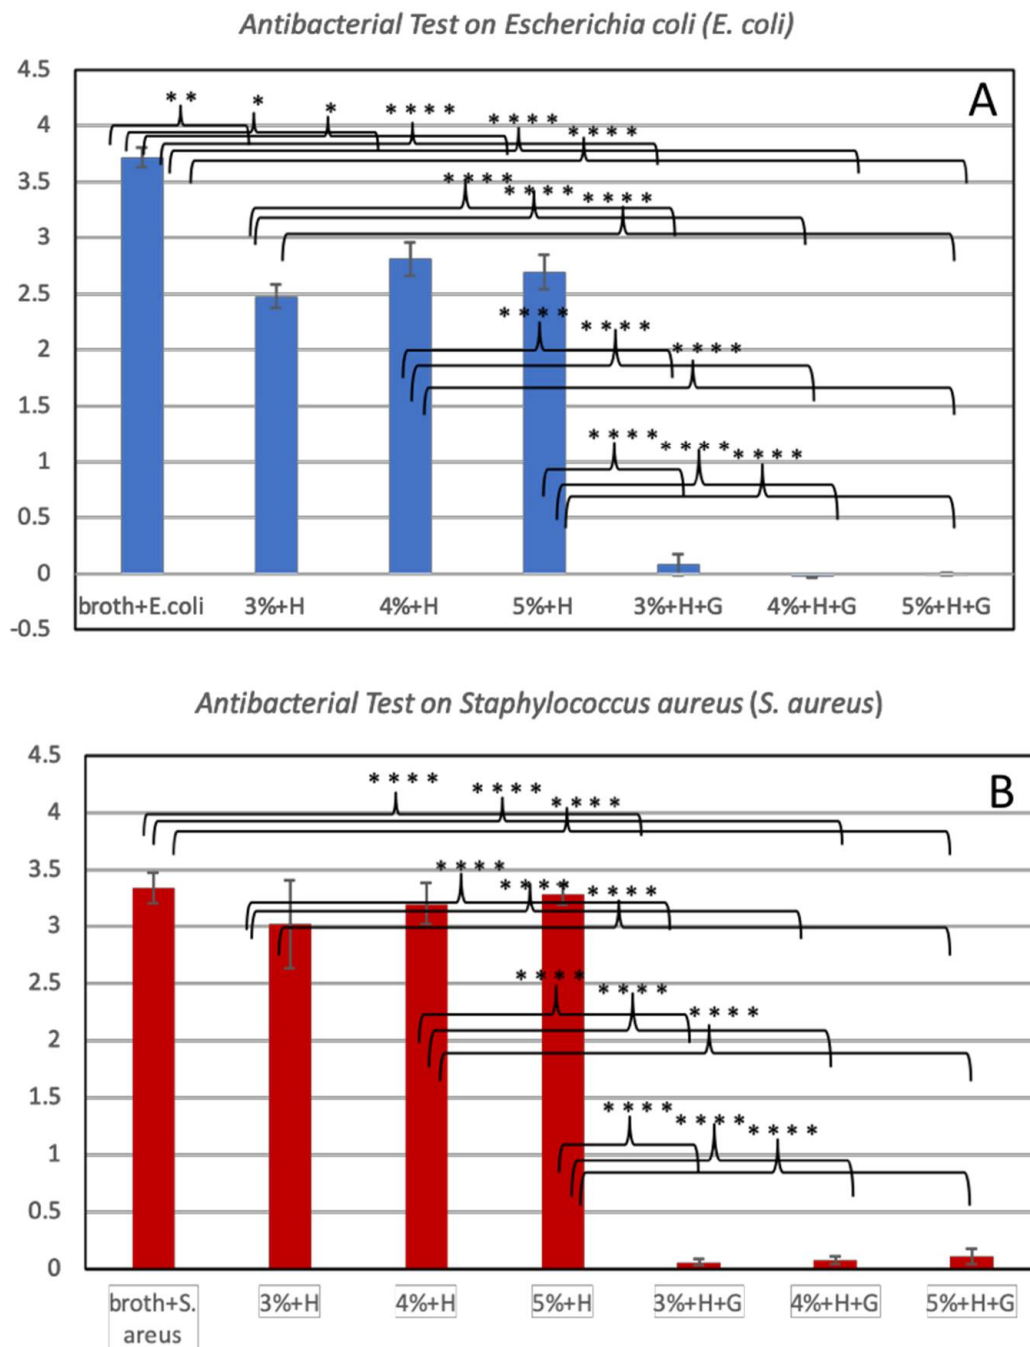 Antibacterial Test on Escherichia coli (E. coli)
A
4.5
4
3.5
3
2.5
2
1.5
1
0.5
0
-0.5
** * * **** **** ****
**** **** ****
**** **** ****
**** **** ****
broth+E.coli 3%+H 4%+H 5%+H 3%+H+G 4%+H+G 5%+H+G
Antibacterial Test on Staphylococcus aureus (S. aureus)
B
4.5
4
3.5
3
2.5
2
1.5
1
0.5
0
**** **** ****
**** **** ****
**** **** ****
**** **** ****
broth+S. 3%+H 4%+H 5%+H 3%+H+G 4%+H+G 5%+H+G
areus